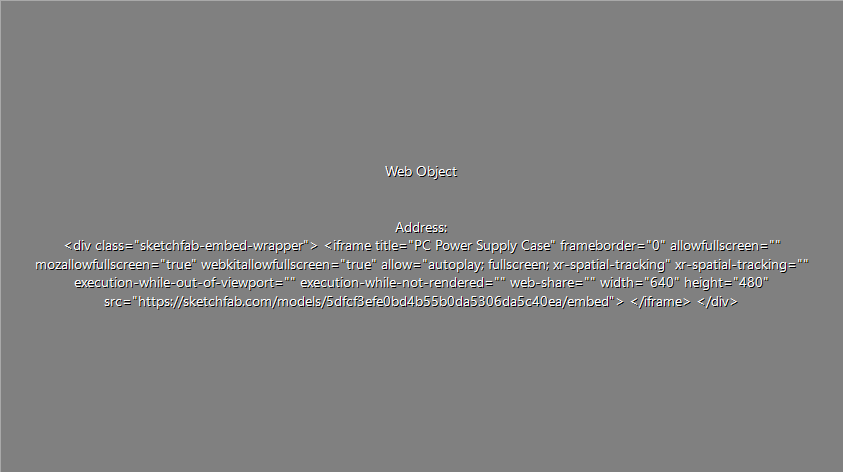 Web Object
Address:
<div class="sketchfab-embed-wrapper"> <iframe title="PC Power Supply Case" frameborder="0" allowfullscreen=""
mozallowfullscreen="true" webkitallowfullscreen="true" allow="autoplay; fullscreen; xr-spatial-tracking" xr-spatial-tracking=""
execution-while-out-of-viewport="" execution-while-not-rendered="" web-share="" width="640" height="480"
src="https://sketchfab.com/models/5dfcf3efe0bd4b55b0da5306da5c40ea/embed"> </iframe> </div>